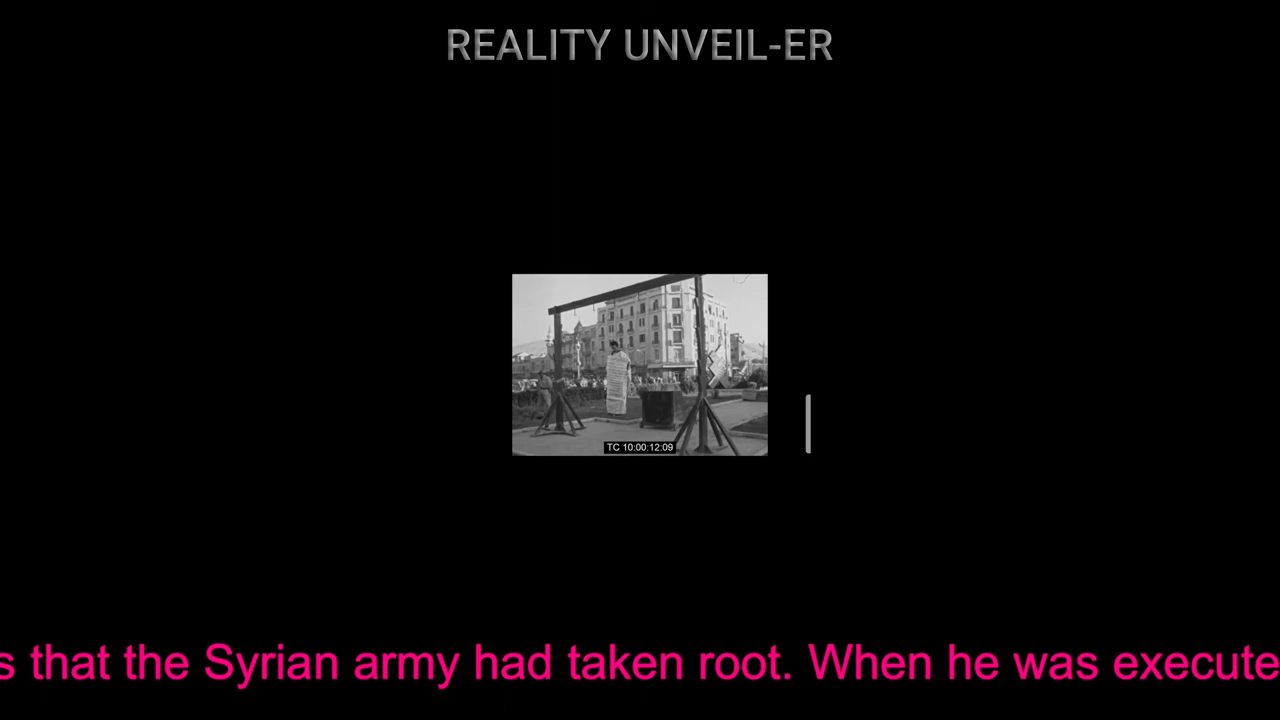 REALITY UNVEIL-ER
TC 10:00:12:09
s that the Syrian army had taken root. When he was execute